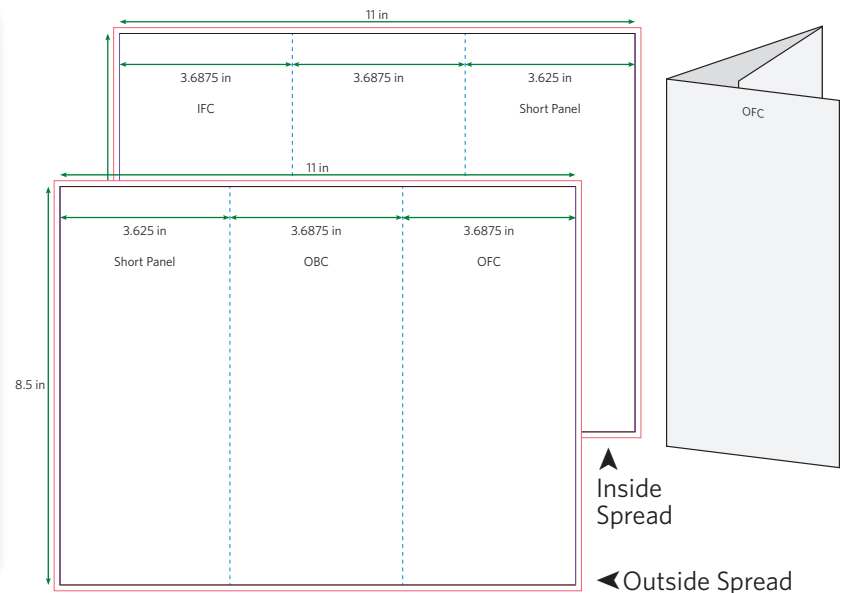 11 in
3.6875 in
3.6875 in
3.625 in
IFC
Short Panel
OFC
11 in
3.625 in
3.6875 in
3.6875 in
Short Panel
OBC
OFC
8.5 in
Inside
Spread
Outside Spread